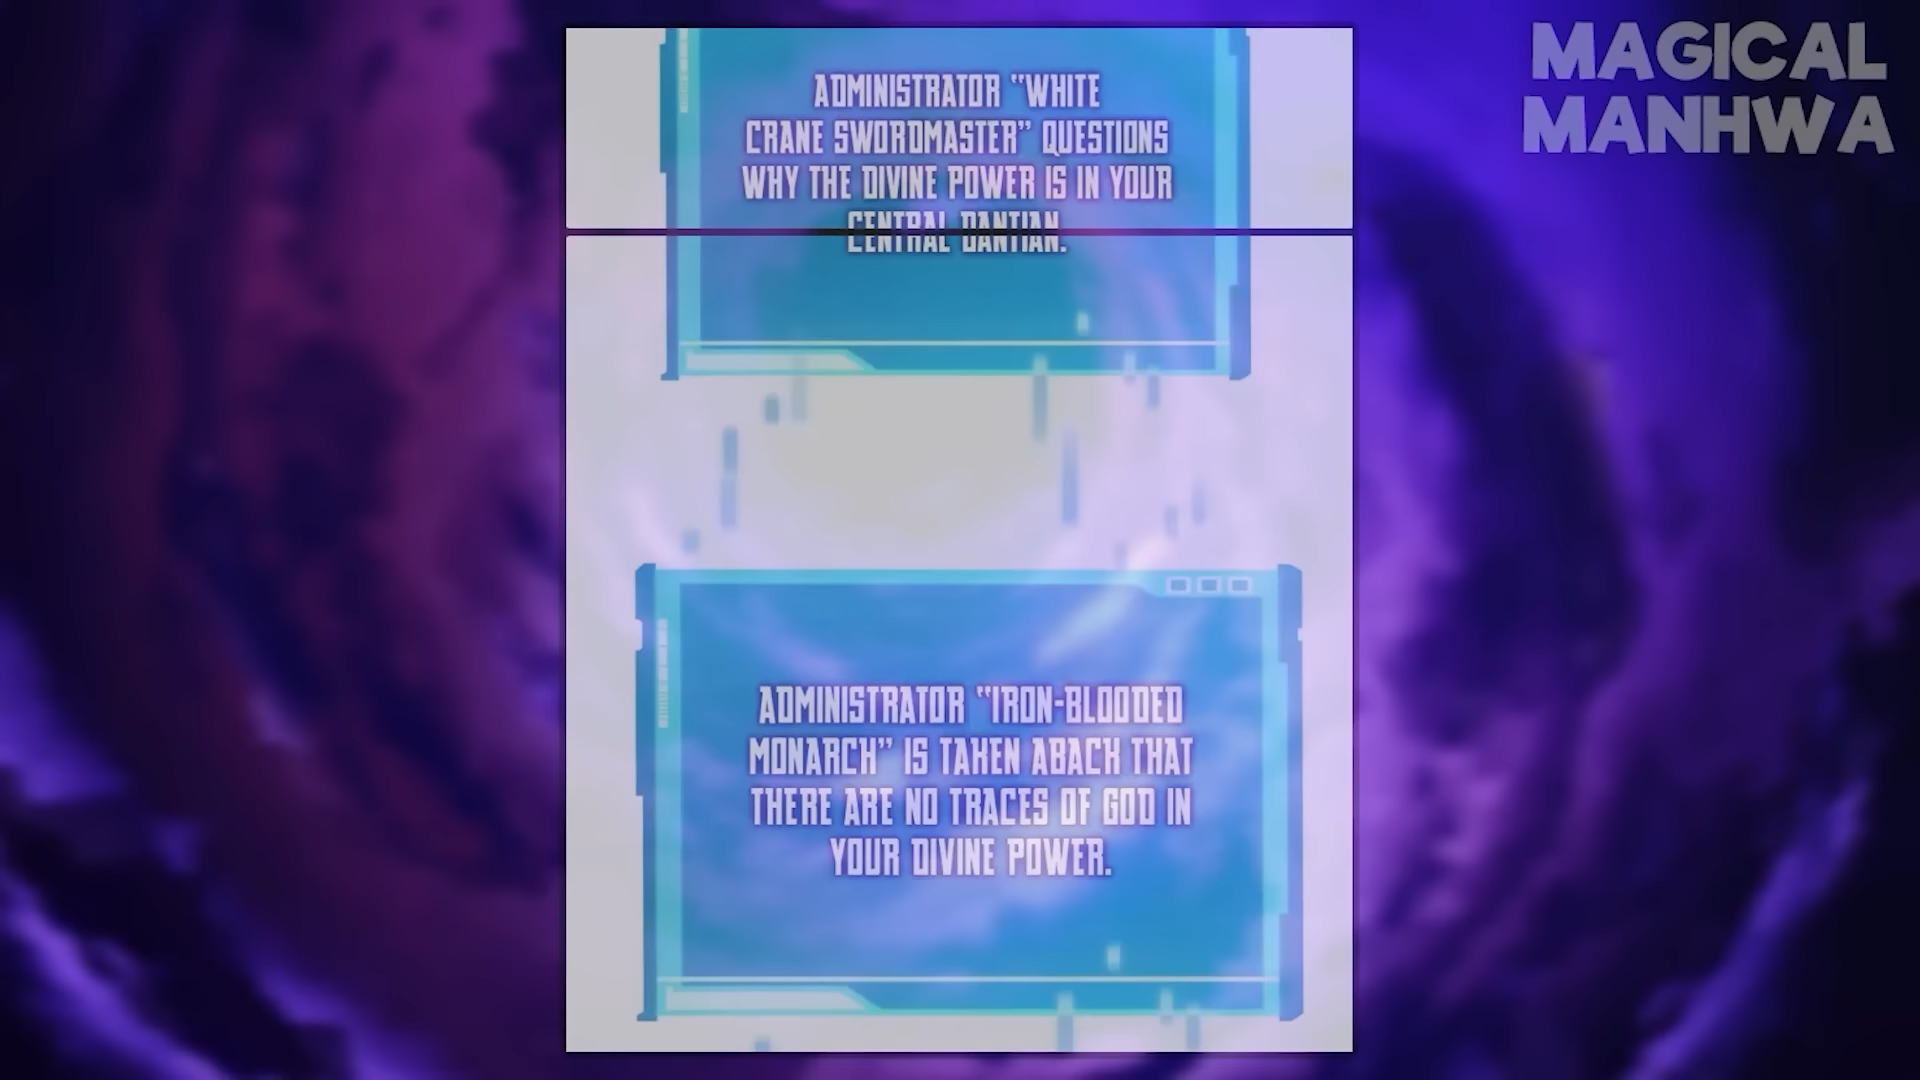 MAGICAL
MANHWA
ADMINISTRATOR "WHITE
CRANE SWORDMASTER" QUESTIONS
WHY THE DIVINE POWER IS IN YOUR
CENTRAL DANTIAN.
ADMINISTRATOR "IRON-BLOODED
MONARCH" IS TAKEN ABACK THAT
THERE ARE NO TRACES OF GOD IN
YOUR DIVINE POWER.